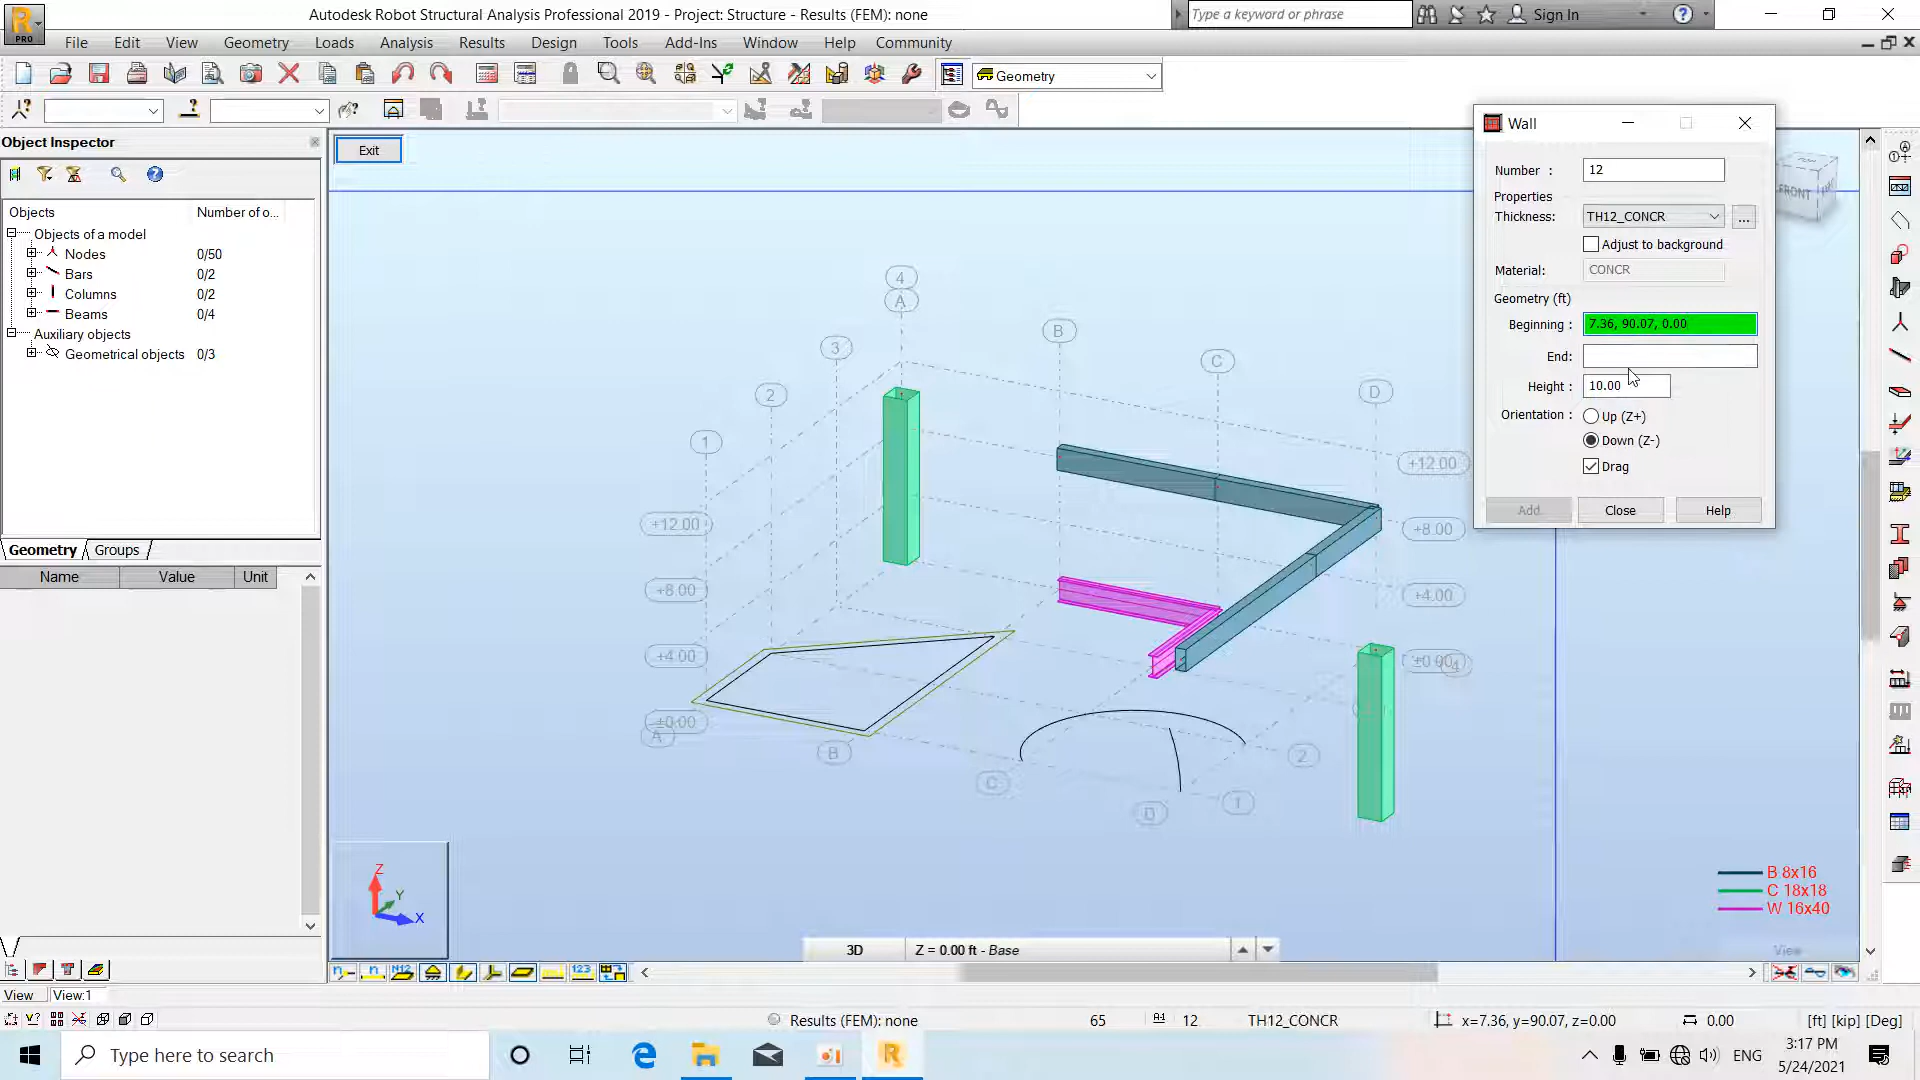 Autodesk Robot Structural Analysis Professional 2019 - Project: Structure - Results (FEM): none
Type a keyword or phrase
Sign In
PRO
File Edit View Geometry Loads Analysis Results Design Tools Add-Ins Window Help Community
Geometry
Object Inspector
Exit
Objects Number of o...
Objects of a model
Nodes 0/50
Bars 0/2
Columns 0/2
Beams 0/4
Auxiliary objects
Geometrical objects 0/3
Geometry Groups
Name Value Unit
Wall
Number : 12
Properties
Thickness: TH12_CONCR ...
Adjust to background
Material: CONCR
Geometry (ft)
Beginning : 7.36, 90.07, 0.00
End:
Height : 10.00
Orientation : Up (Z+)
Down (Z-)
Drag
Add Close Help
FRONT
4
A
B
3
C
2
D
1
+12.00
+12.00
+8.00
+8.00
+4.00
+4.00
±0.00
4
±0.00
A
B
C
D
2
1
Z
Y
X
B 8x16
C 18x18
W 16x40
View
3D Z = 0.00 ft - Base
View View:1
Results (FEM): none 65 12 TH12_CONCR x=7.36, y=90.07, z=0.00 0.00 [ft] [kip] [Deg]
Type here to search
ENG
3:17 PM
5/24/2021